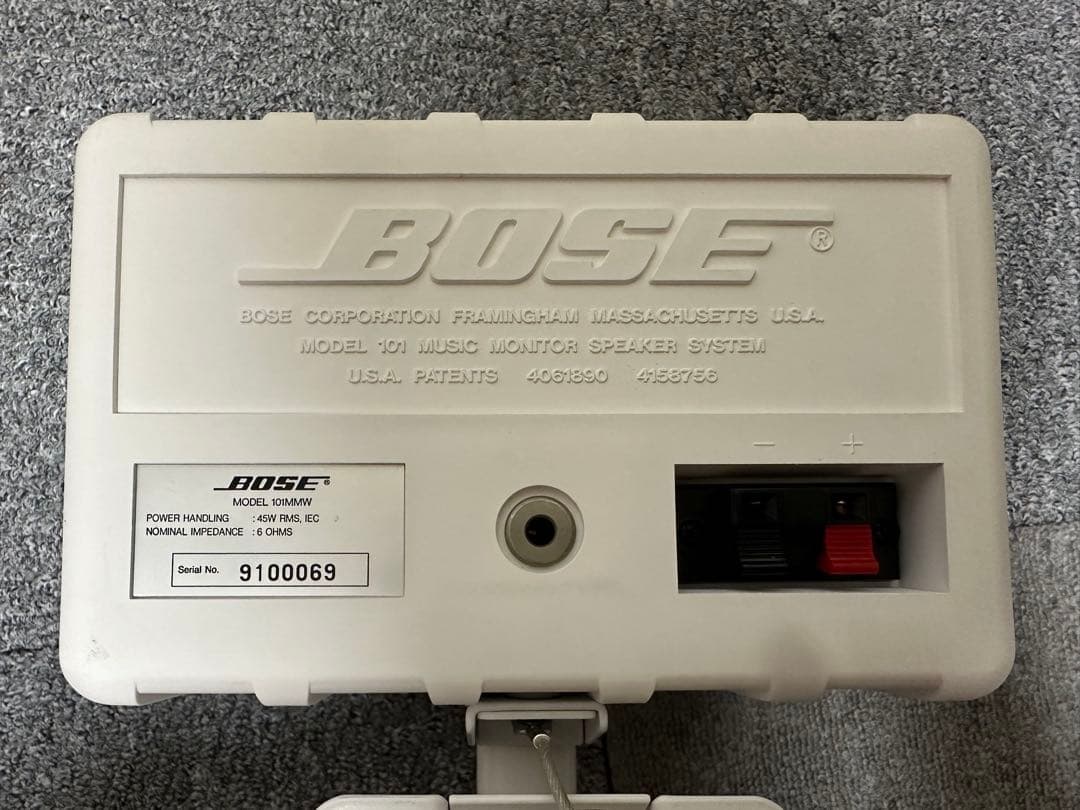 BOSE®
BOSE CORPORATION FRAMINGHAM MASSACHUSETTS U.S.A.
MODEL 101 MUSIC MONITOR SPEAKER SYSTEM
U.S.A. PATENTS 4061890 4158756
− +
BOSE®
MODEL 101MMW
POWER HANDLING : 45W RMS, IEC
NOMINAL IMPEDANCE : 6 OHMS
Serial No. 9100069